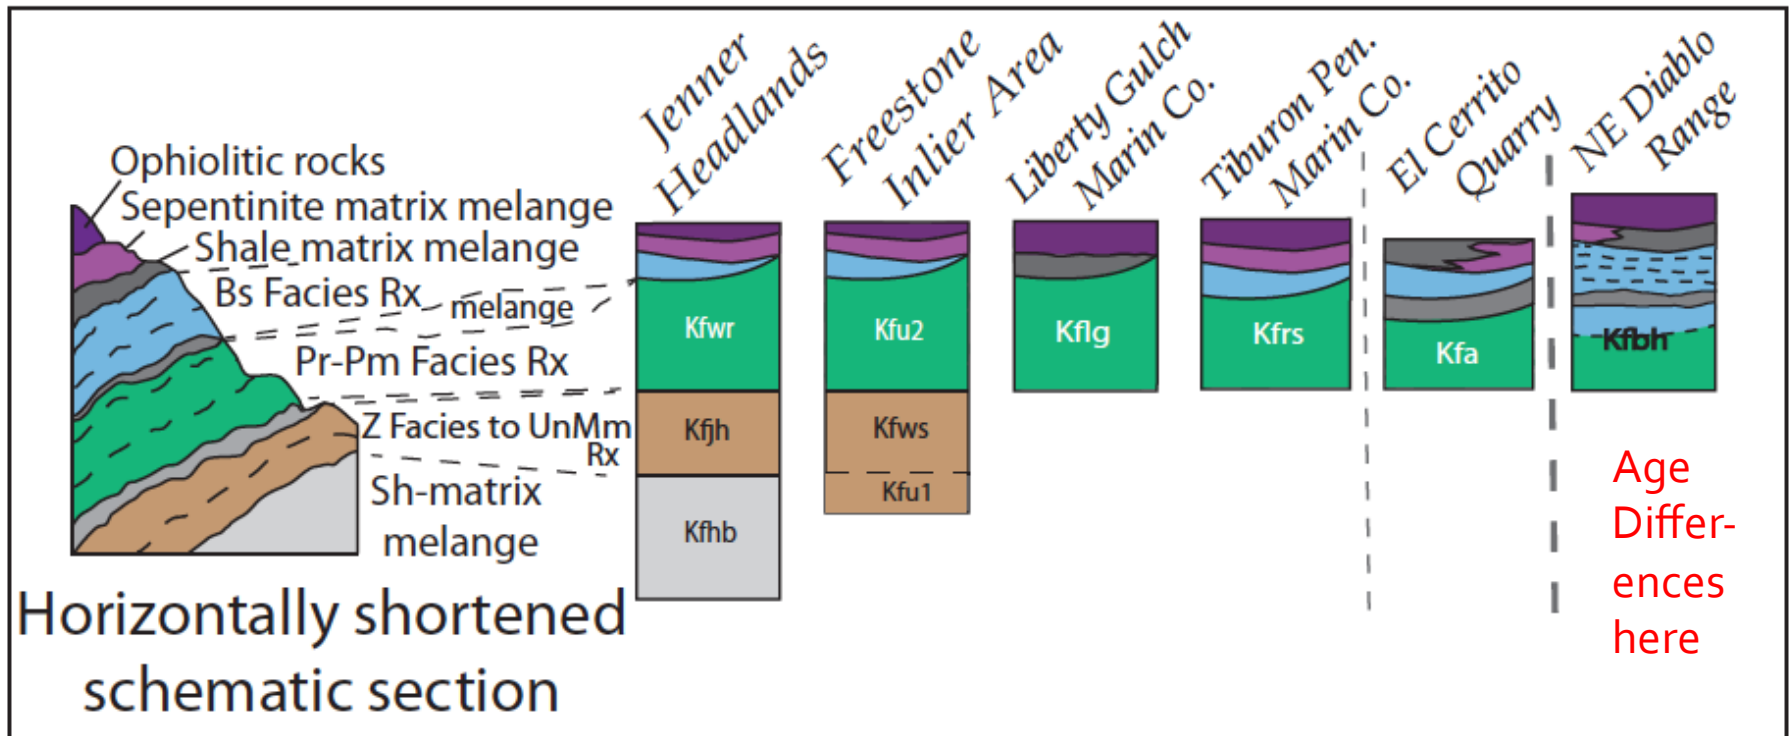 Jenner
Headlands
Freestone
Inlier Area
Liberty Gulch
Marin Co.
Tiburon Pen.
Marin Co.
El Cerrito
Quarry
NE Diablo
Range
Ophiolitic rocks
Sepentinite matrix melange
Shale matrix melange
Bs Facies Rx
melange
Pr-Pm Facies Rx
Z Facies to UnMm
Rx
Sh-matrix
melange
Kfwr
Kfjh
Kfhb
Kfu2
Kfws
Kfu1
Kflg
Kfrs
Kfa
Kfbh
Age
Differ-
ences
here
Horizontally shortened
schematic section